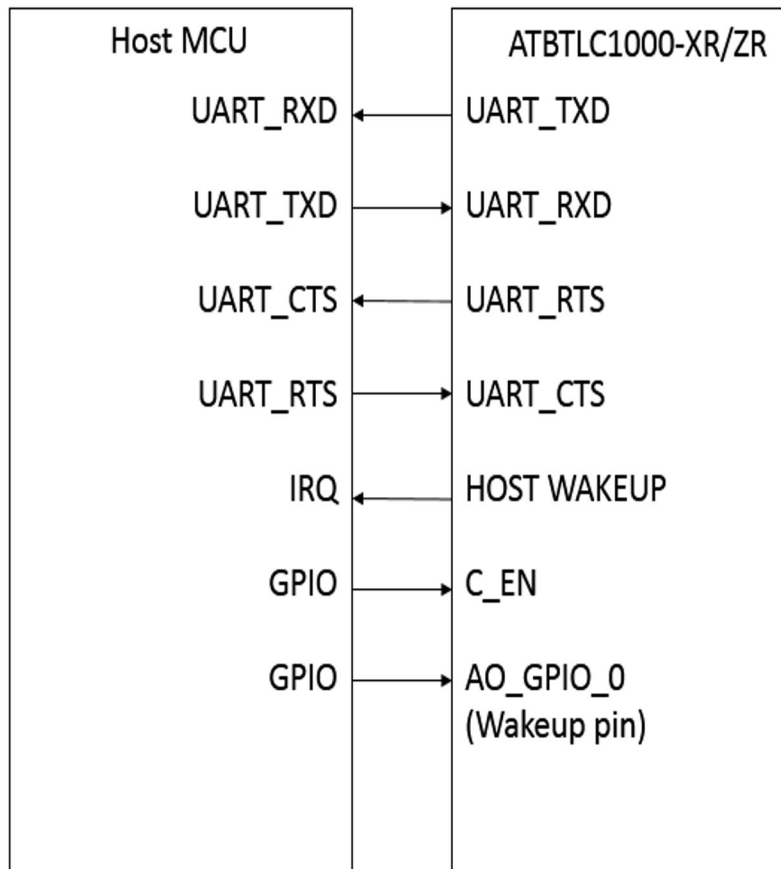 Host MCU ATBTLC1000-XR/ZR
UART_RXD UART_TXD
UART_TXD UART_RXD
UART_CTS UART_RTS
UART_RTS UART_CTS
IRQ HOST WAKEUP
GPIO C_EN
GPIO AO_GPIO_0
(Wakeup pin)